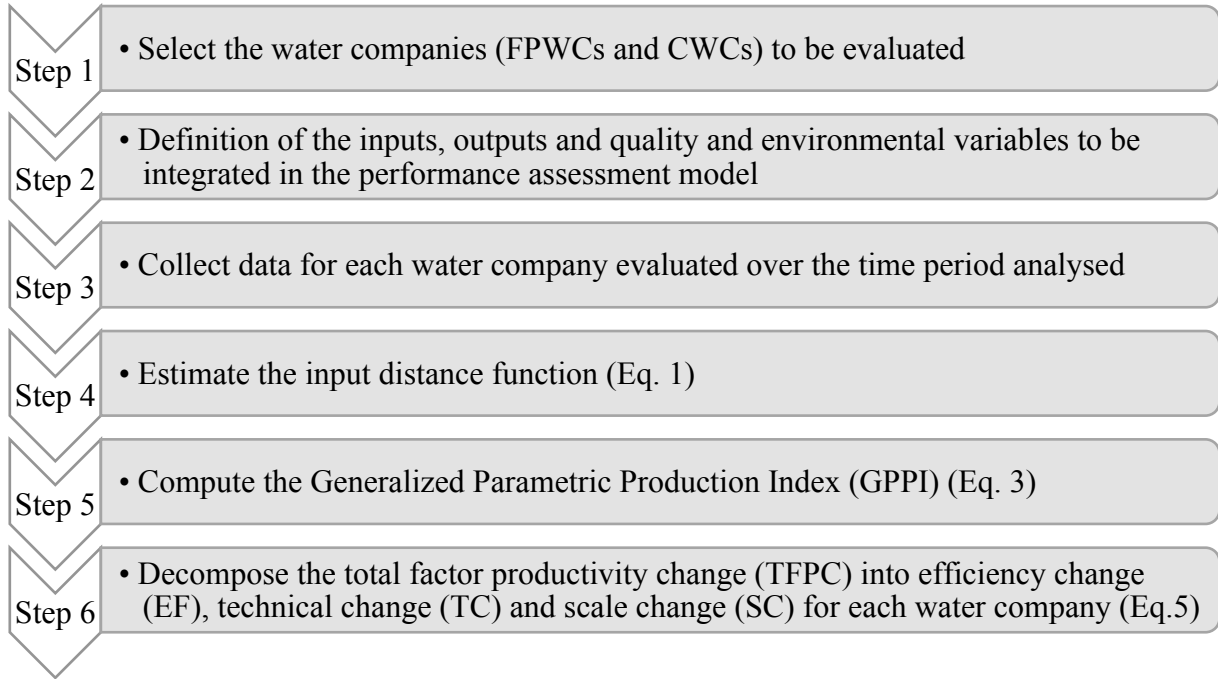 Step 1
• Select the water companies (FPWCs and CWCs) to be evaluated
Step 2
• Definition of the inputs, outputs and quality and environmental variables to be
integrated in the performance assessment model
Step 3
• Collect data for each water company evaluated over the time period analysed
Step 4
• Estimate the input distance function (Eq. 1)
Step 5
• Compute the Generalized Parametric Production Index (GPPI) (Eq. 3)
Step 6
• Decompose the total factor productivity change (TFPC) into efficiency change
(EF), technical change (TC) and scale change (SC) for each water company (Eq.5)